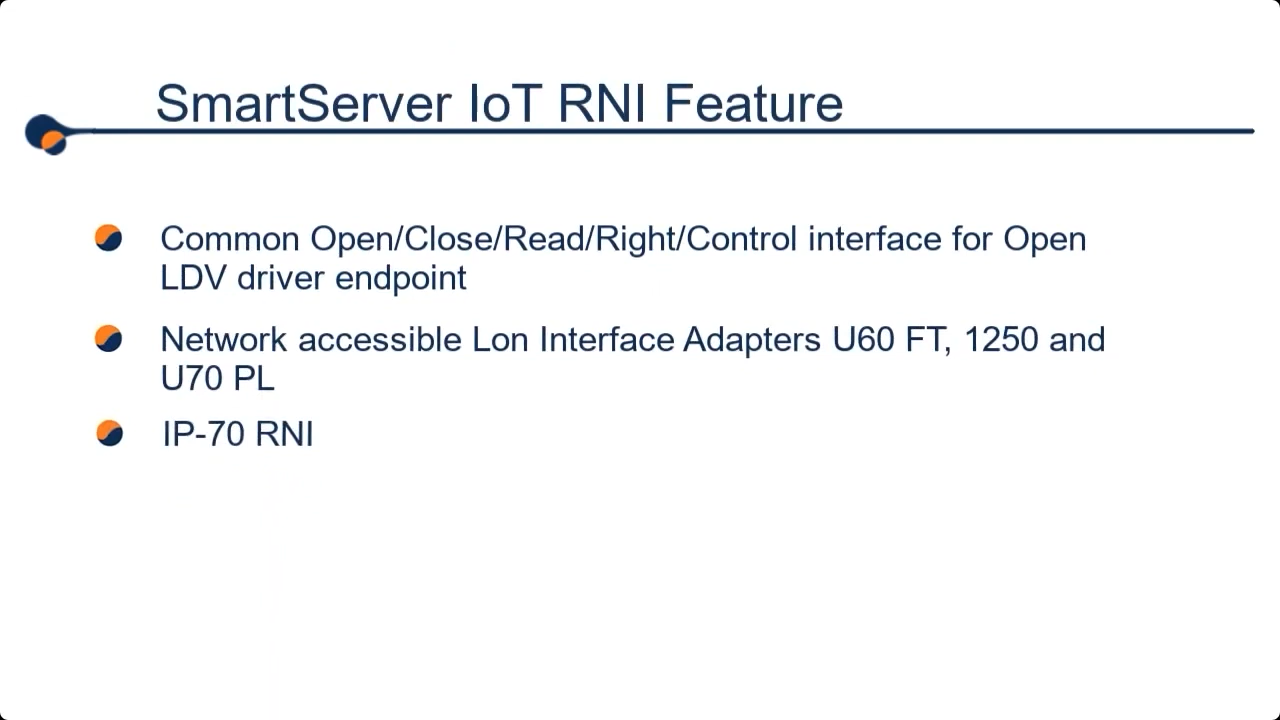 SmartServer IoT RNI Feature
Common Open/Close/Read/Right/Control interface for Open
LDV driver endpoint
Network accessible Lon Interface Adapters U60 FT, 1250 and
U70 PL
IP-70 RNI